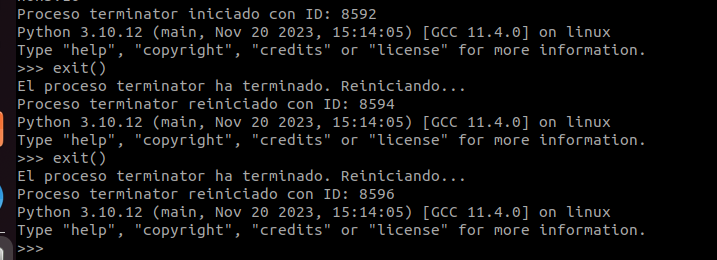 Proceso terminator iniciado con ID: 8592
Python 3.10.12 (main, Nov 20 2023, 15:14:05) [GCC 11.4.0] on linux
Type "help", "copyright", "credits" or "license" for more information.
>>> exit()
El proceso terminator ha terminado. Reiniciando...
Proceso terminator reiniciado con ID: 8594
Python 3.10.12 (main, Nov 20 2023, 15:14:05) [GCC 11.4.0] on linux
Type "help", "copyright", "credits" or "license" for more information.
>>> exit()
El proceso terminator ha terminado. Reiniciando...
Proceso terminator reiniciado con ID: 8596
Python 3.10.12 (main, Nov 20 2023, 15:14:05) [GCC 11.4.0] on linux
Type "help", "copyright", "credits" or "license" for more information.
>>>